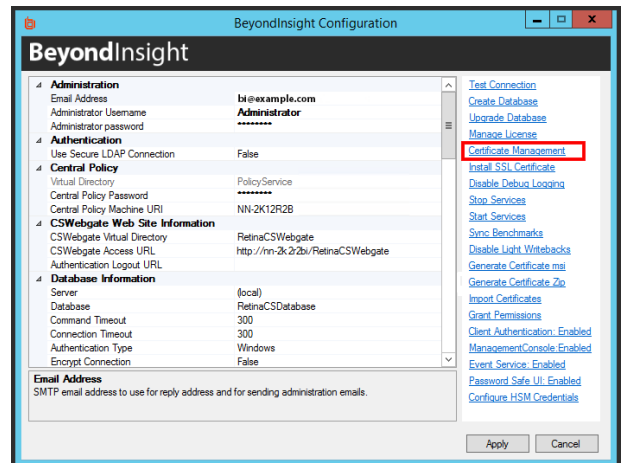 BeyondInsight Configuration
BeyondInsight
Administration
Email Address bi@example.com
Administrator Username Administrator
Administrator password ********
Authentication
Use Secure LDAP Connection False
Central Policy
Virtual Directory PolicyService
Central Policy Password ********
Central Policy Machine URI NN-2K12R2B
CSWebgate Web Site Information
CSWebgate Virtual Directory RetinaCSWebgate
CSWebgate Access URL http://nn-2k2r2bi/RetinaCSWebgate
Authentication Logout URL
Database Information
Server (local)
Database RetinaCSDatabase
Command Timeout 300
Connection Timeout 300
Authentication Type Windows
Encrypt Connection False
Email Address
SMTP email address to use for reply address and for sending administration emails.
Test Connection
Create Database
Upgrade Database
Manage License
Certificate Management
Install SSL Certificate
Disable Debug Logging
Stop Services
Start Services
Sync Benchmarks
Disable Light Writebacks
Generate Certificate msi
Generate Certificate Zip
Import Certificates
Grant Permissions
Client Authentication: Enabled
ManagementConsole:Enabled
Event Service: Enabled
Password Safe UI: Enabled
Configure HSM Credentials
Apply Cancel